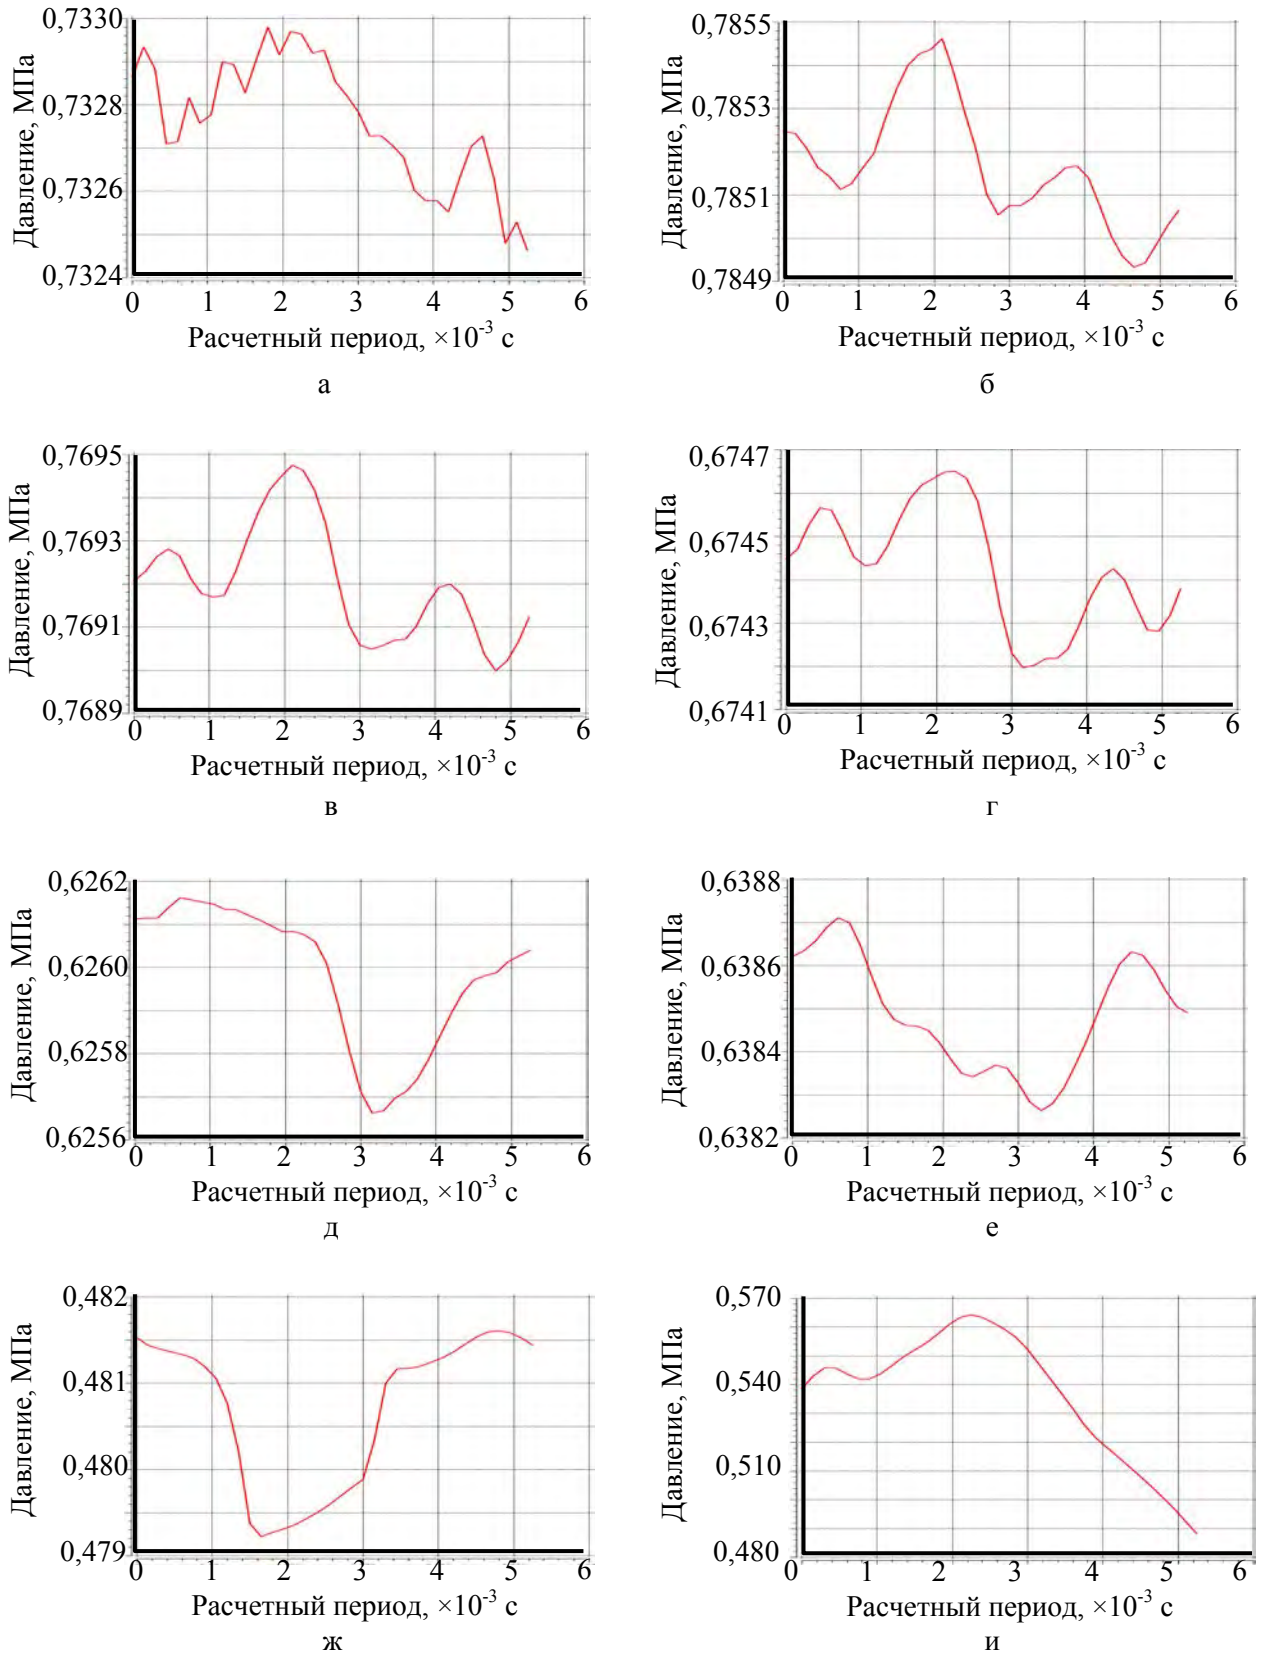 0,7330
0,7328
0,7326
0,7324
Давление, МПа
0 1 2 3 4 5 6
Расчетный период, ×10⁻³ с
а
0,7855
0,7853
0,7851
0,7849
Давление, МПа
0 1 2 3 4 5 6
Расчетный период, ×10⁻³ с
б
0,7695
0,7693
0,7691
0,7689
Давление, МПа
0 1 2 3 4 5 6
Расчетный период, ×10⁻³ с
в
0,6747
0,6745
0,6743
0,6741
Давление, МПа
0 1 2 3 4 5 6
Расчетный период, ×10⁻³ с
г
0,6262
0,6260
0,6258
0,6256
Давление, МПа
0 1 2 3 4 5 6
Расчетный период, ×10⁻³ с
д
0,6388
0,6386
0,6384
0,6382
Давление, МПа
0 1 2 3 4 5 6
Расчетный период, ×10⁻³ с
е
0,482
0,481
0,480
0,479
Давление, МПа
0 1 2 3 4 5 6
Расчетный период, ×10⁻³ с
ж
0,570
0,540
0,510
0,480
Давление, МПа
0 1 2 3 4 5 6
Расчетный период, ×10⁻³ с
и